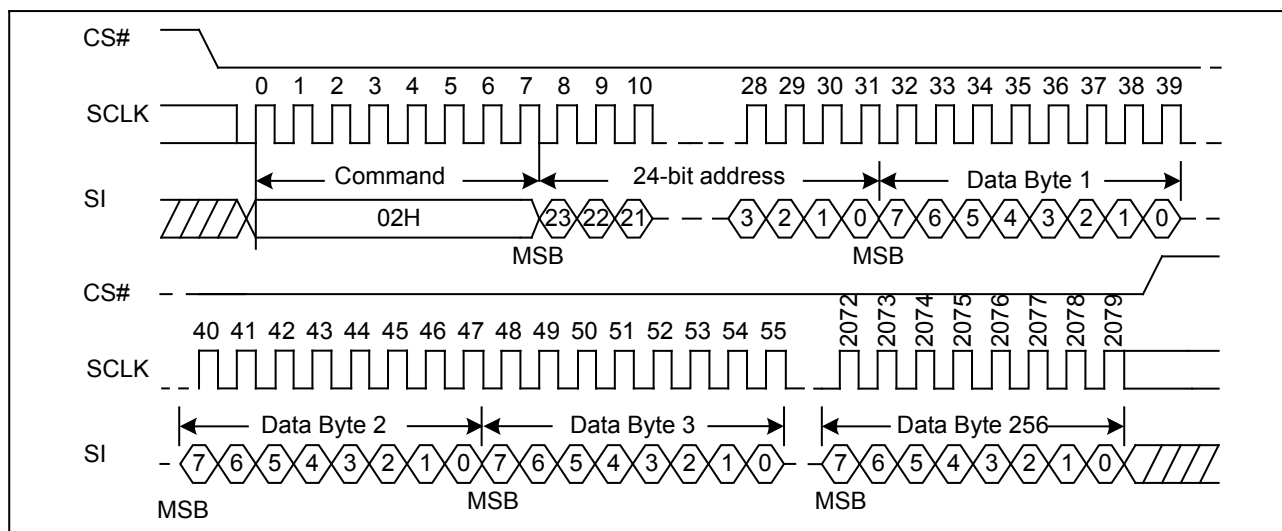 CS#
0 1 2 3 4 5 6 7 8 9 10 28 29 30 31 32 33 34 35 36 37 38 39
SCLK
Command 24-bit address Data Byte 1
SI
02H 23 22 21 3 2 1 0 7 6 5 4 3 2 1 0
MSB MSB
CS#
2072 2073 2074 2075 2076 2077 2078 2079
40 41 42 43 44 45 46 47 48 49 50 51 52 53 54 55
SCLK
Data Byte 2 Data Byte 3 Data Byte 256
SI
7 6 5 4 3 2 1 0 7 6 5 4 3 2 1 0 7 6 5 4 3 2 1 0
MSB MSB MSB